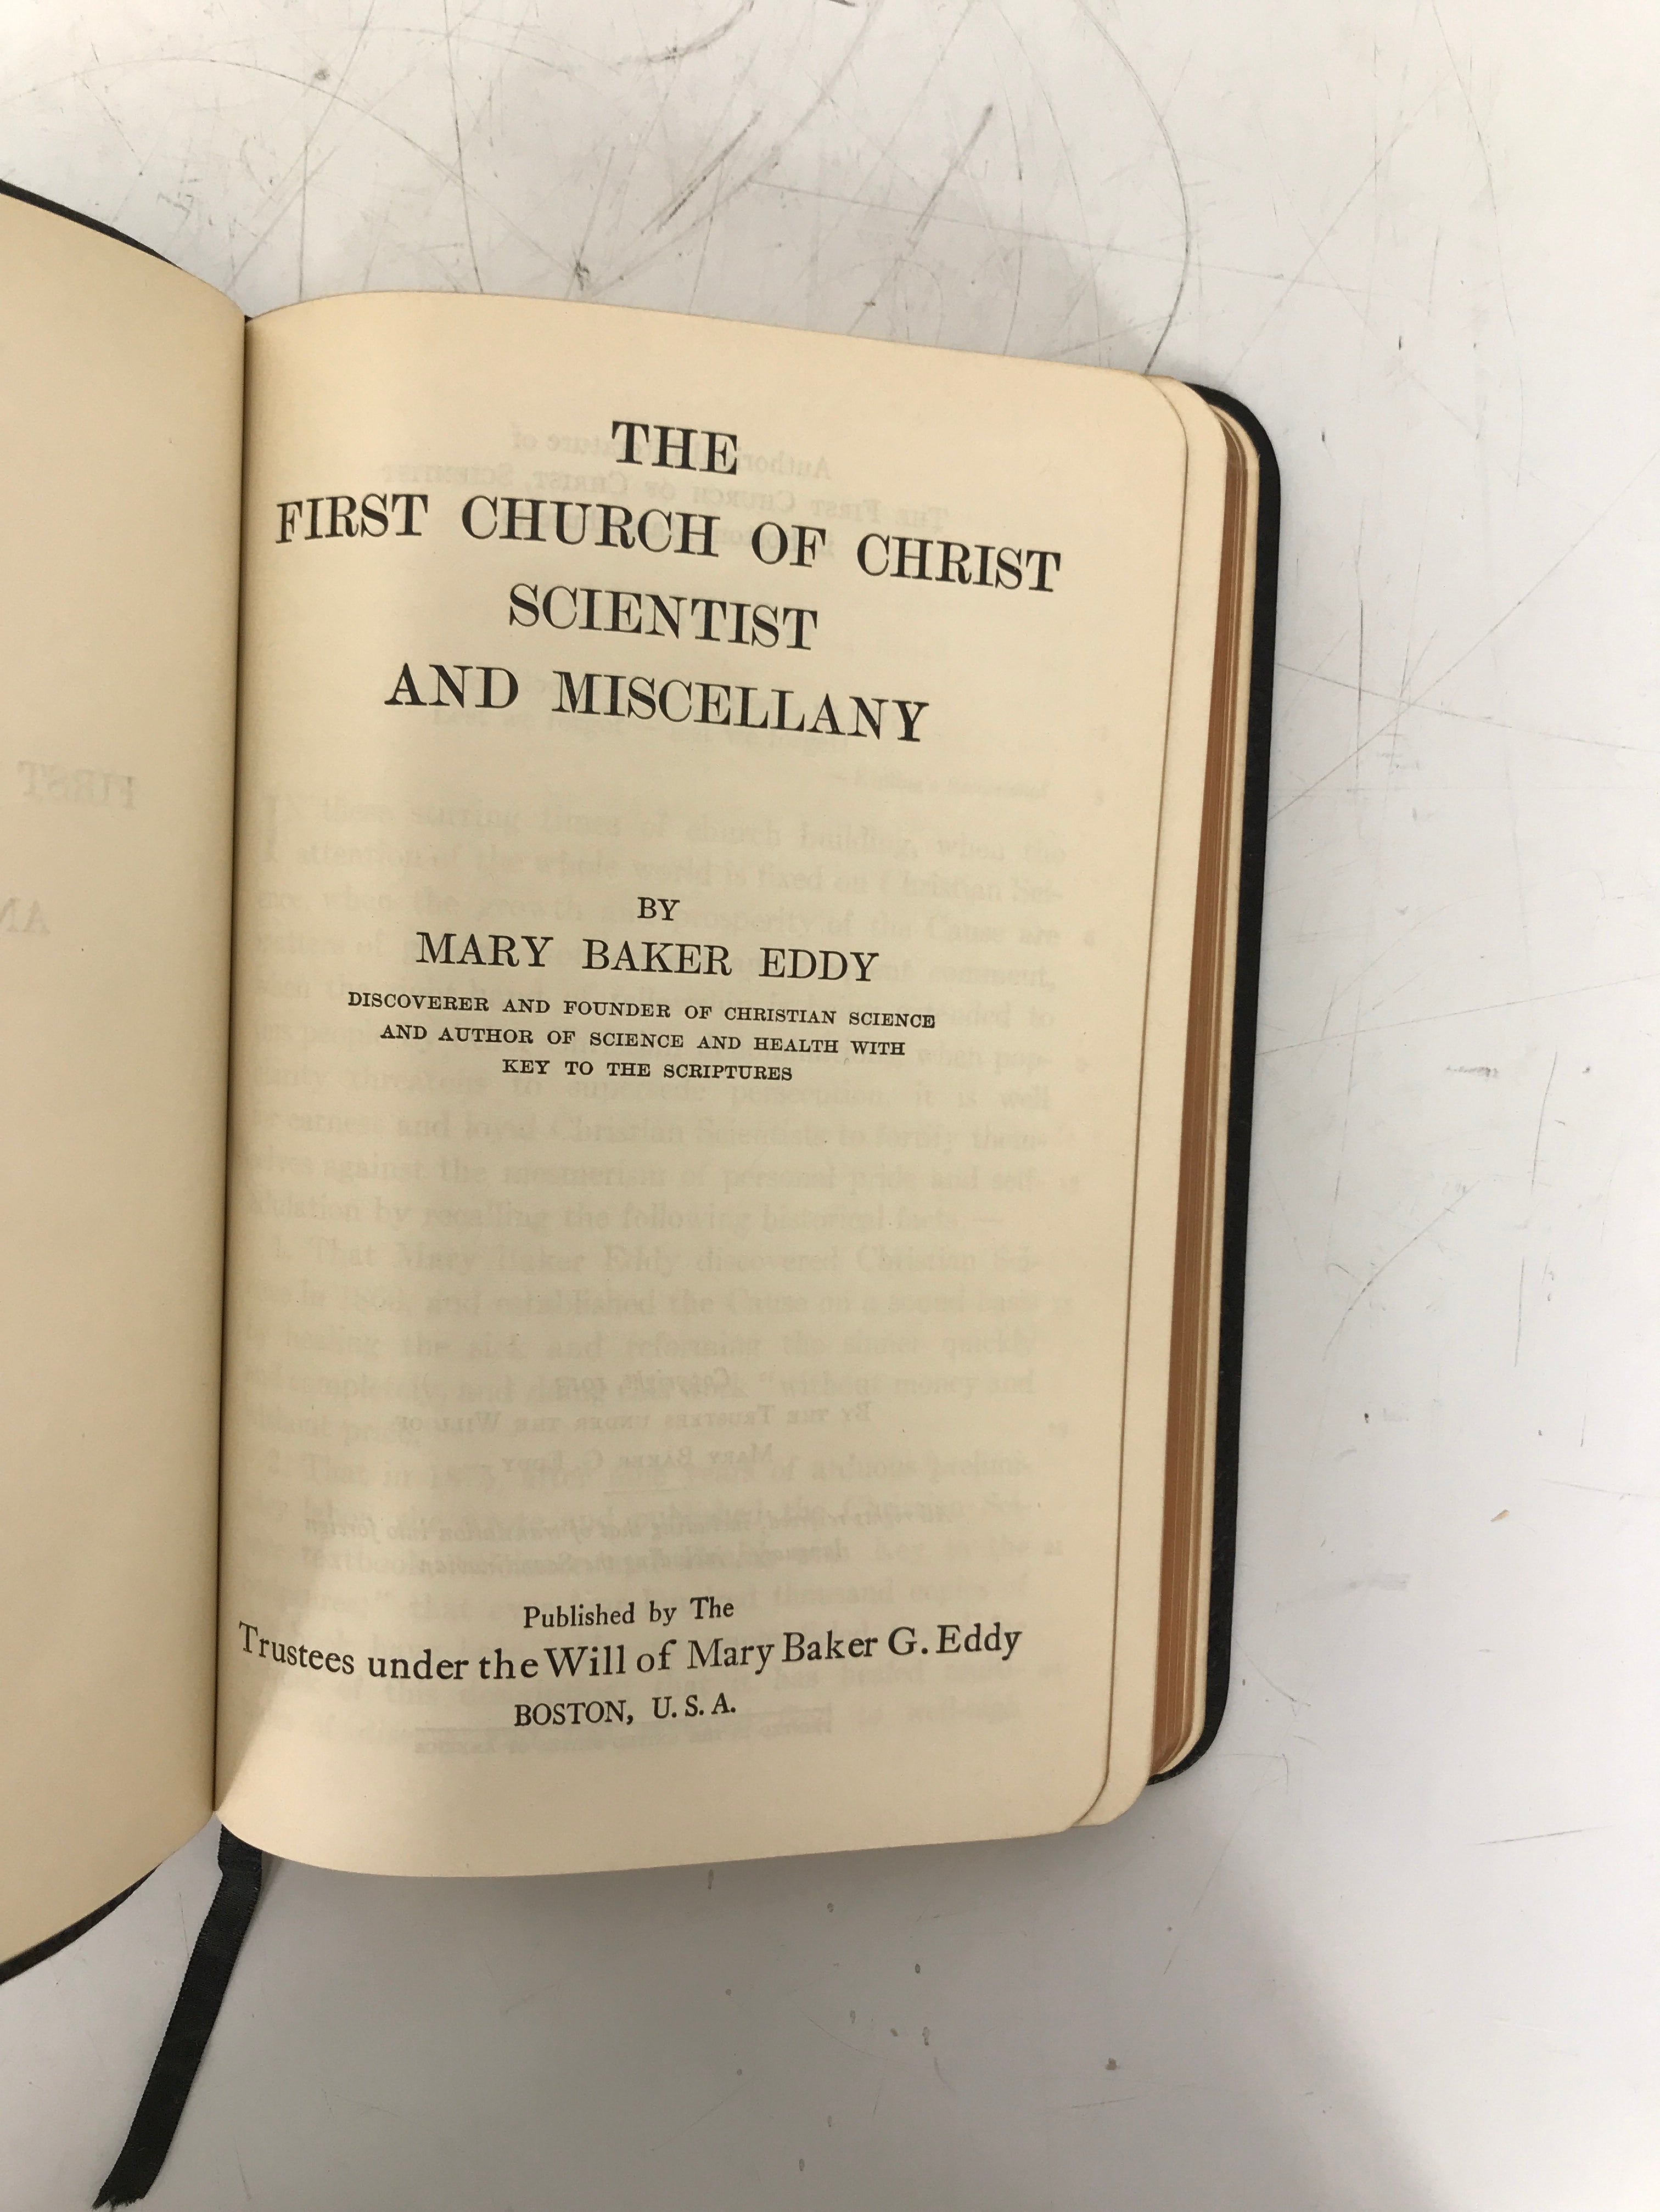 THE
FIRST CHURCH OF CHRIST
SCIENTIST
AND MISCELLANY
BY
MARY BAKER EDDY
DISCOVERER AND FOUNDER OF CHRISTIAN SCIENCE
AND AUTHOR OF SCIENCE AND HEALTH WITH
KEY TO THE SCRIPTURES
Published by The
Trustees under the Will of Mary Baker G. Eddy
BOSTON, U. S. A.